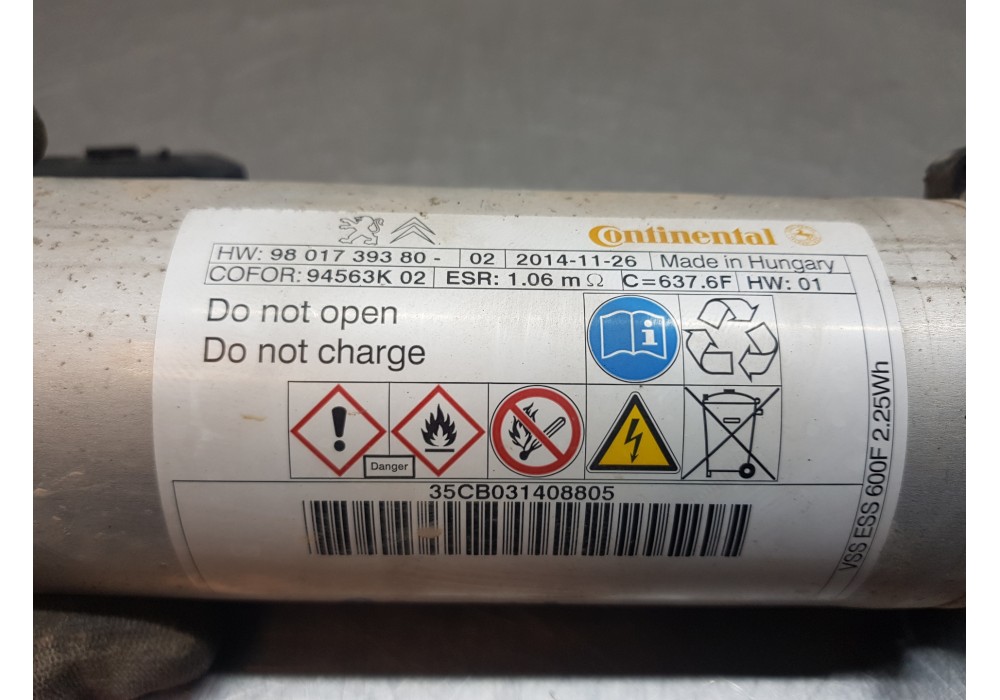 Continental
HW: 98 017 393 80 - 02 2014-11-26 Made in Hungary
COFOR: 94563K 02 ESR: 1.06 m Ω C=637.6F HW: 01
Do not open
Do not charge
i
Danger
35CB031408805
VSS ESS 600F 2.25Wh